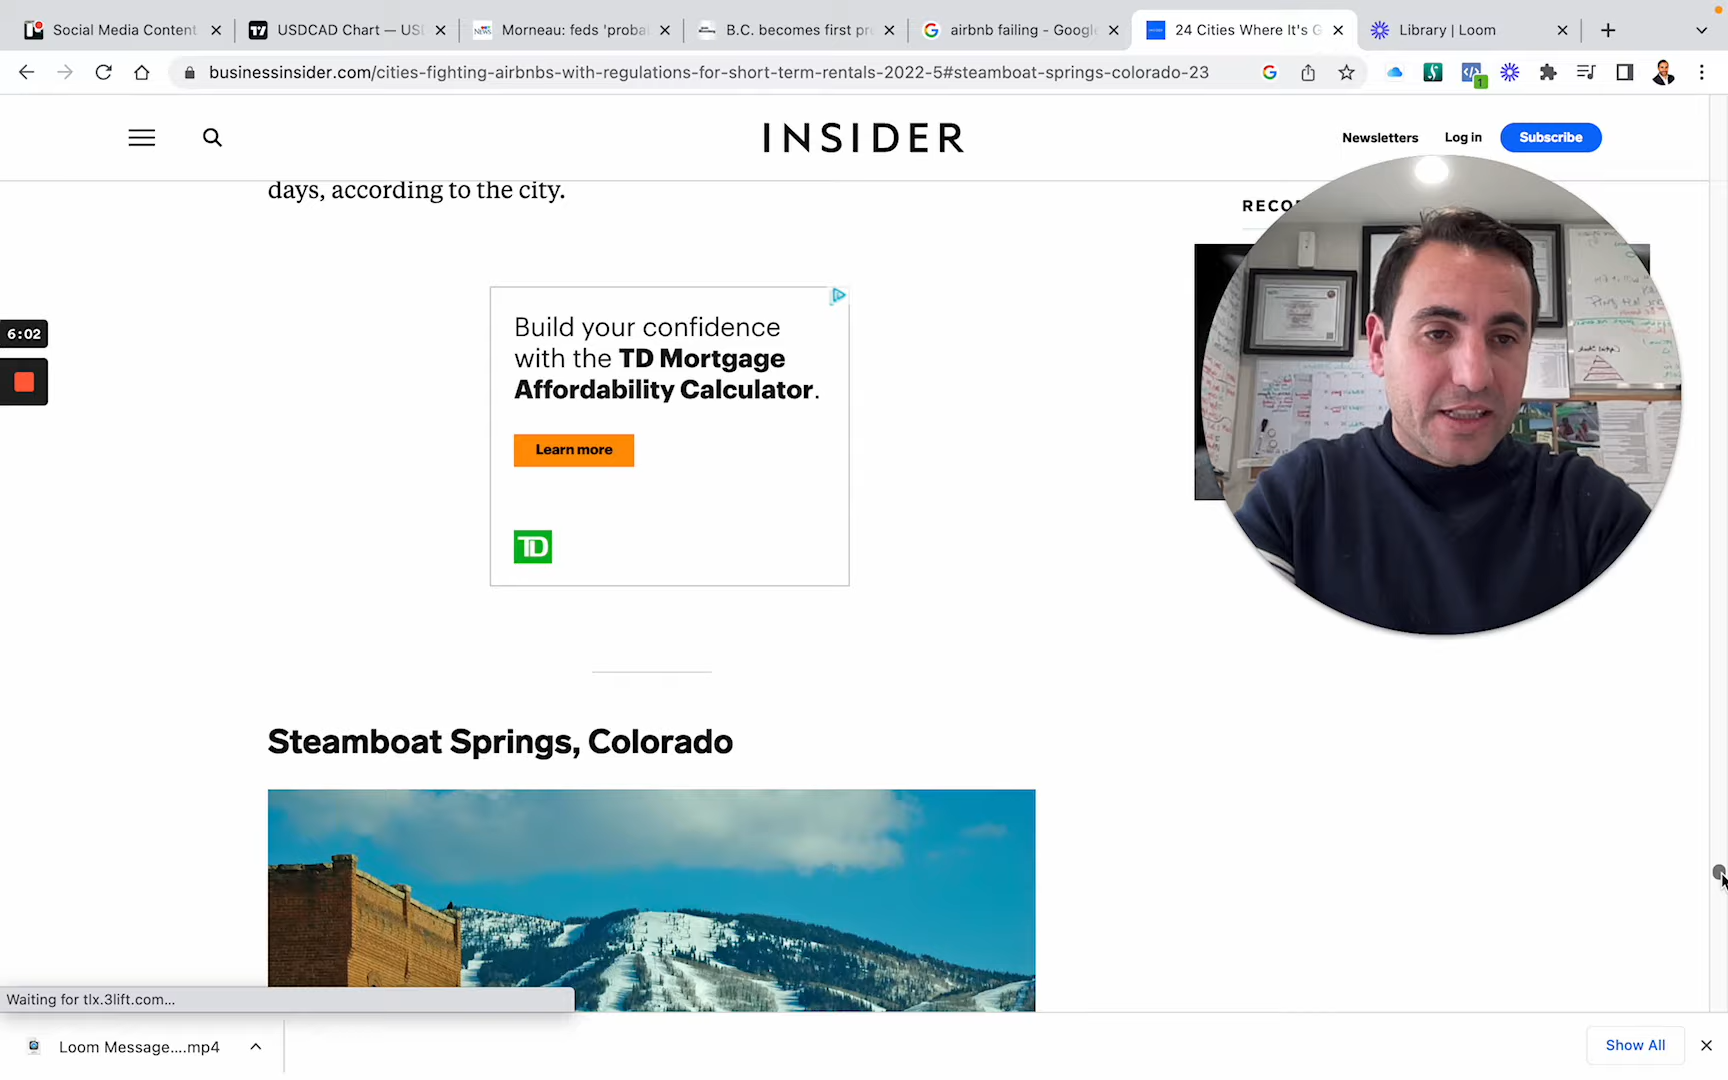 Social Media Content
USDCAD Chart — USD
Morneau: feds 'proba
B.C. becomes first pr
airbnb failing - Google
24 Cities Where It's G
Library | Loom
businessinsider.com/cities-fighting-airbnbs-with-regulations-for-short-term-rentals-2022-5#steamboat-springs-colorado-23
1
INSIDER
Newsletters
Log in
Subscribe
days, according to the city.
RECO
6:02
Build your confidence
with the TD Mortgage
Affordability Calculator.
Learn more
TD
Steamboat Springs, Colorado
Waiting for tlx.3lift.com...
Loom Message....mp4
Show All